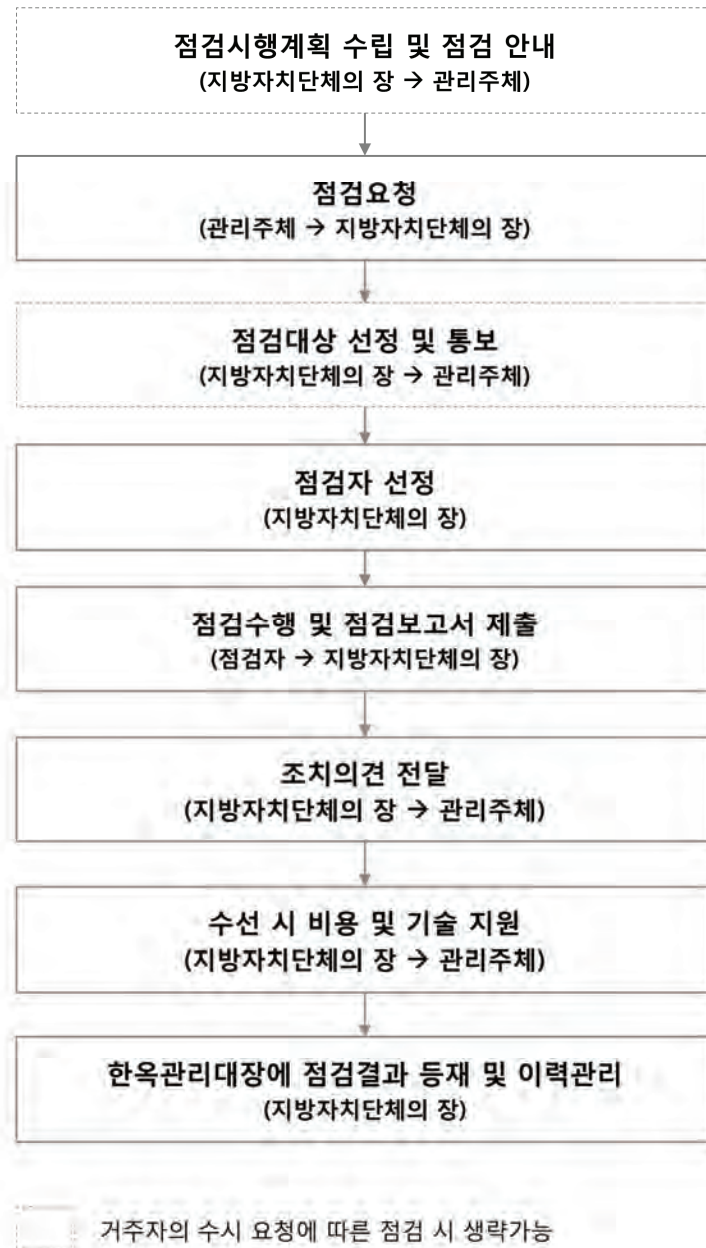 점검시행계획 수립 및 점검 안내
(지방자치단체의 장 → 관리주체)
점검요청
(관리주체 → 지방자치단체의 장)
점검대상 선정 및 통보
(지방자치단체의 장 → 관리주체)
점검자 선정
(지방자치단체의 장)
점검수행 및 점검보고서 제출
(점검자 → 지방자치단체의 장)
조치의견 전달
(지방자치단체의 장 → 관리주체)
수선 시 비용 및 기술 지원
(지방자치단체의 장 → 관리주체)
한옥관리대장에 점검결과 등재 및 이력관리
(지방자치단체의 장)
거주자의 수시 요청에 따른 점검 시 생략가능